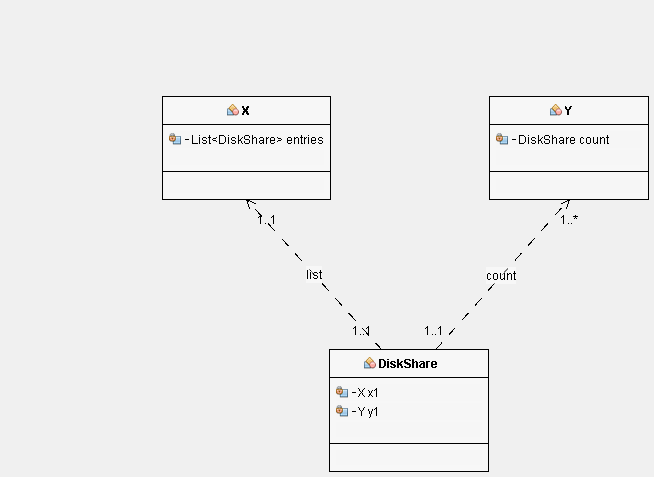 X
-List<DiskShare> entries
Y
-DiskShare count
1..1
1..*
list
count
1..1
1..1
DiskShare
-X x1
-Y y1